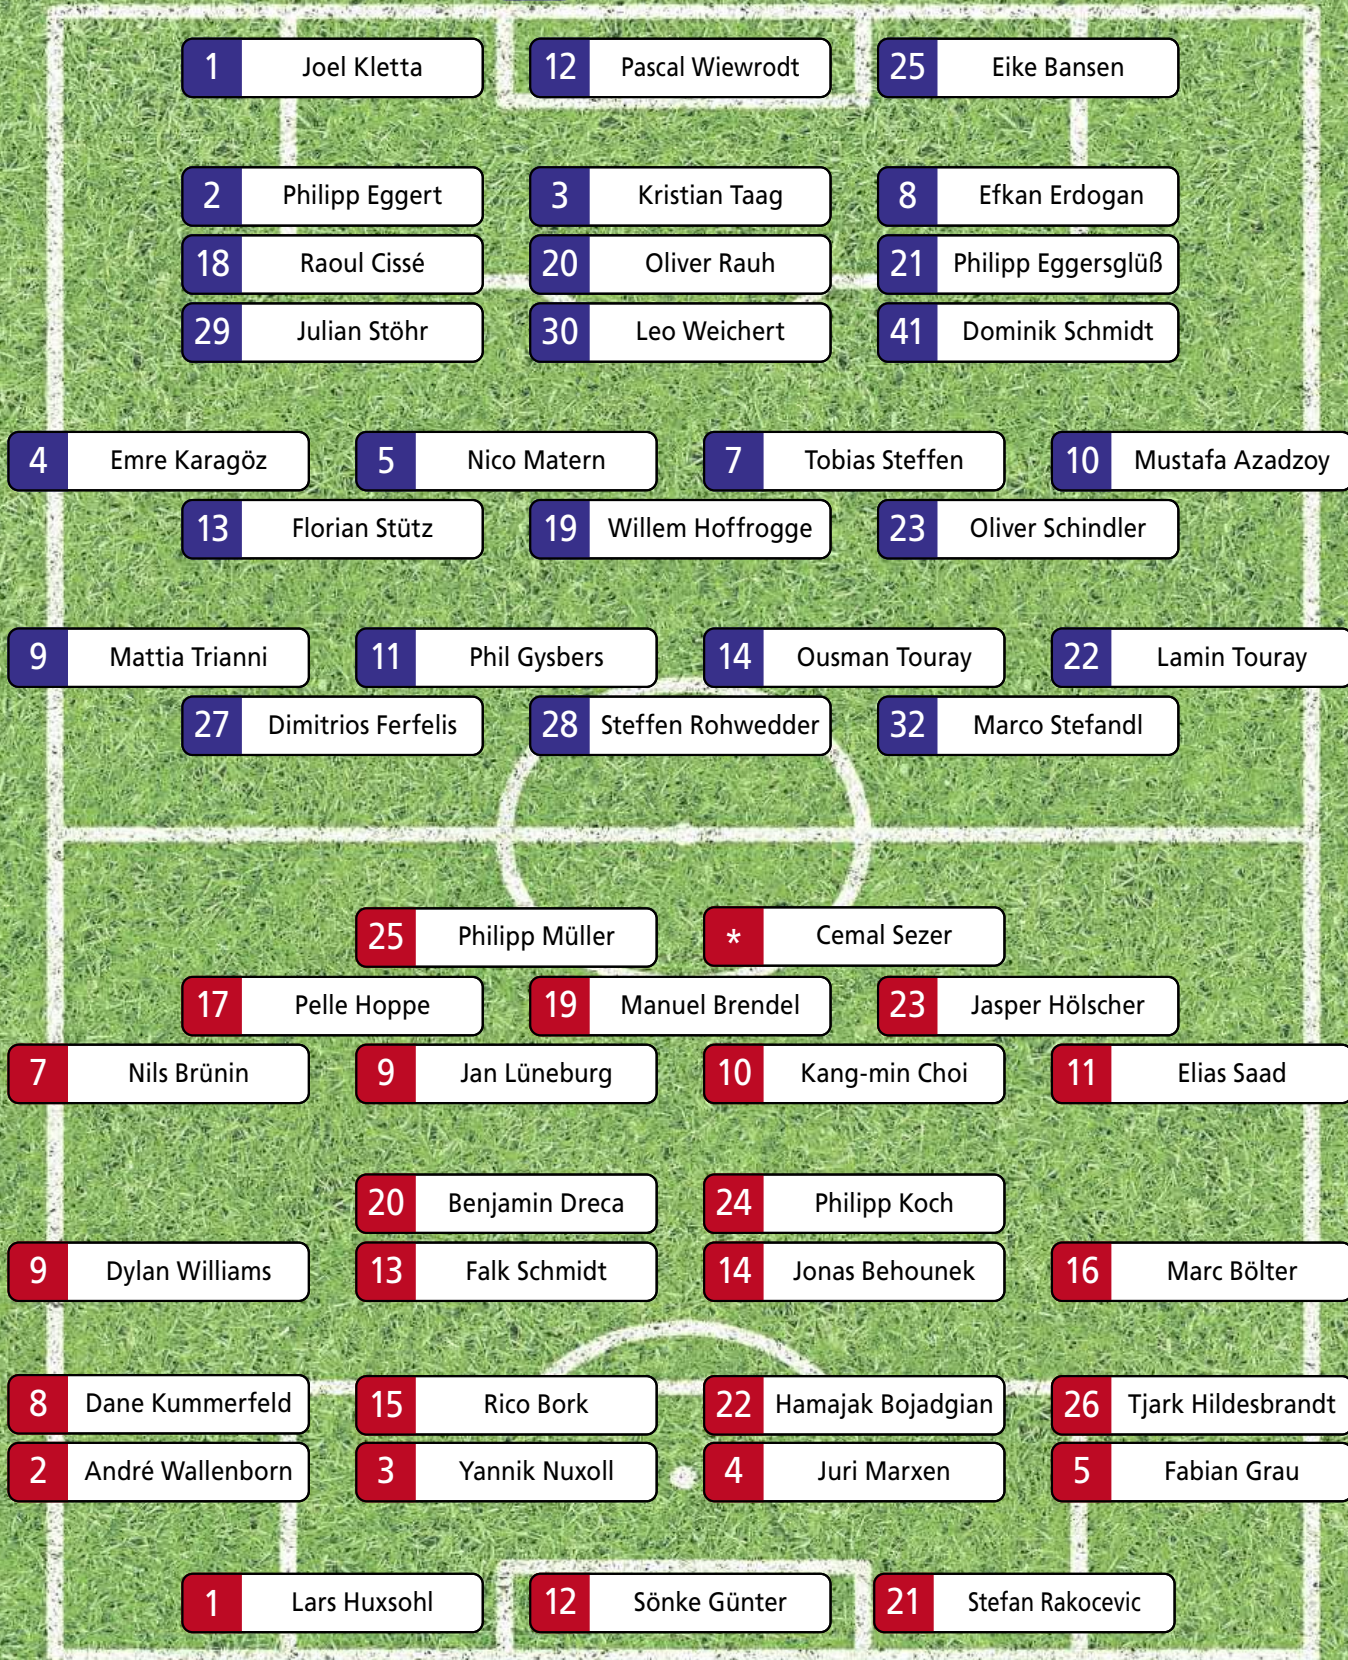 1 Joel Kletta 12 Pascal Wiewrodt 25 Eike Bansen
2 Philipp Eggert 3 Kristian Taag 8 Efkan Erdogan
18 Raoul Cissé 20 Oliver Rauh 21 Philipp Eggersglüß
29 Julian Stöhr 30 Leo Weichert 41 Dominik Schmidt
4 Emre Karagöz 5 Nico Matern 7 Tobias Steffen 10 Mustafa Azadzoy
13 Florian Stütz 19 Willem Hoffrogge 23 Oliver Schindler
9 Mattia Trianni 11 Phil Gysbers 14 Ousman Touray 22 Lamin Touray
27 Dimitrios Ferfelis 28 Steffen Rohwedder 32 Marco Stefandl
25 Philipp Müller * Cemal Sezer
17 Pelle Hoppe 19 Manuel Brendel 23 Jasper Hölscher
7 Nils Brünin 9 Jan Lüneburg 10 Kang-min Choi 11 Elias Saad
20 Benjamin Dreca 24 Philipp Koch
9 Dylan Williams 13 Falk Schmidt 14 Jonas Behounek 16 Marc Bölter
8 Dane Kummerfeld 15 Rico Bork 22 Hamajak Bojadgian 26 Tjark Hildesbrandt
2 André Wallenborn 3 Yannik Nuxoll 4 Juri Marxen 5 Fabian Grau
1 Lars Huxsohl 12 Sönke Günter 21 Stefan Rakocevic